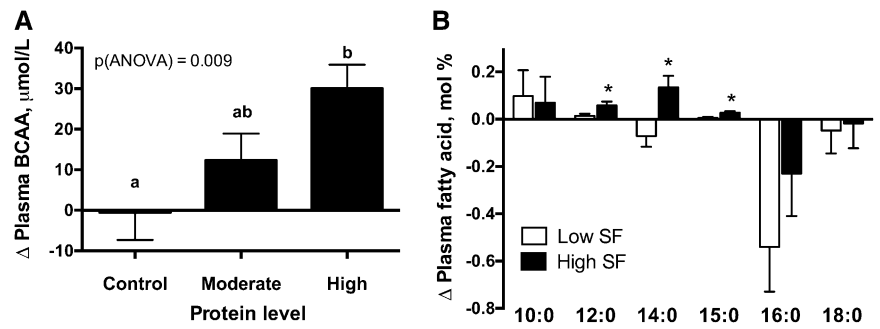 A
Δ Plasma BCAA, μmol/L
40
30
20
10
0
-10
p(ANOVA) = 0.009
a
ab
b
Control Moderate High
Protein level
B
Δ Plasma fatty acid, mol %
0.2
0.0
-0.2
-0.4
-0.6
-0.8
* * *
Low SF
High SF
10:0 12:0 14:0 15:0 16:0 18:0